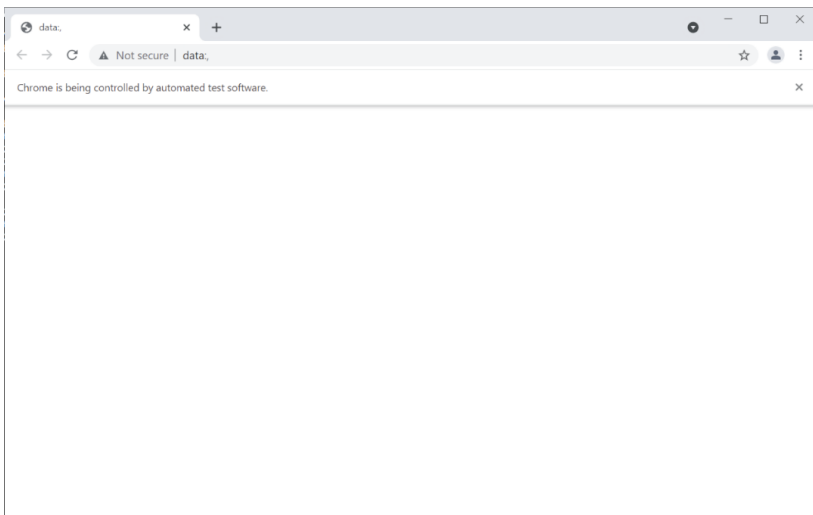 data:,
Not secure | data:,
Chrome is being controlled by automated test software.